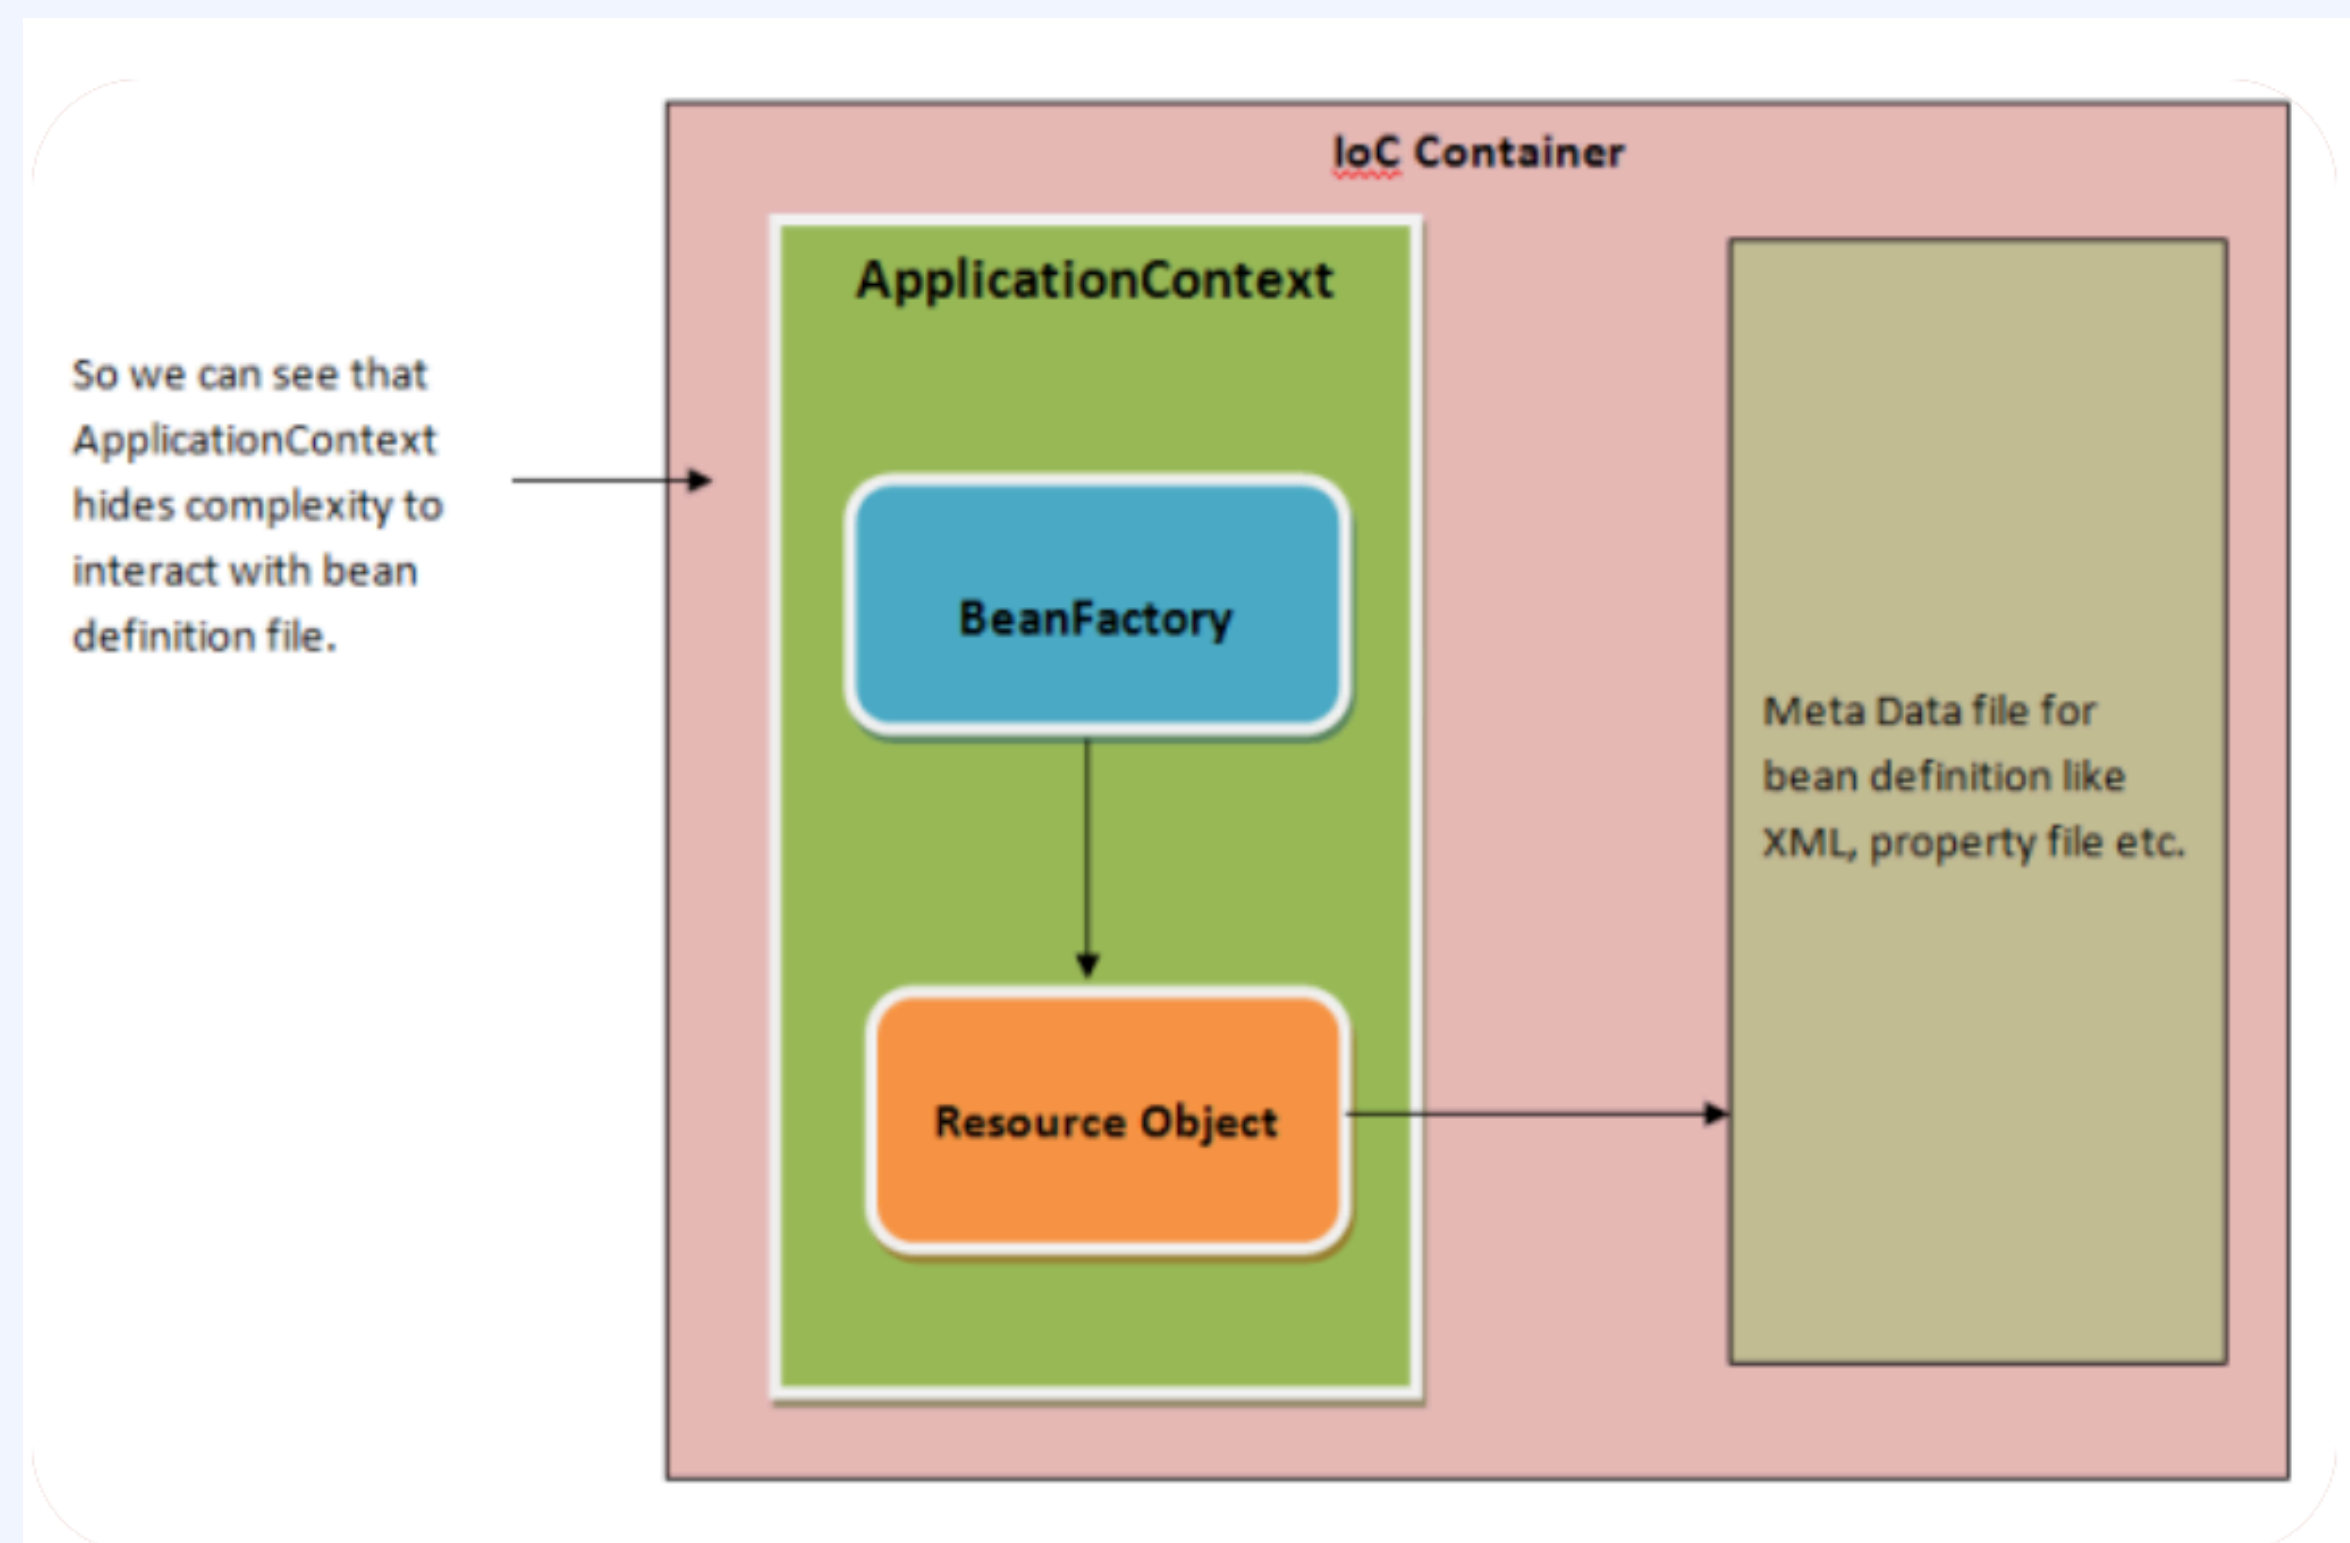 IoC Container
ApplicationContext
So we can see that
ApplicationContext
hides complexity to
interact with bean
definition file.
BeanFactory
Meta Data file for
bean definition like
XML, property file etc.
Resource Object